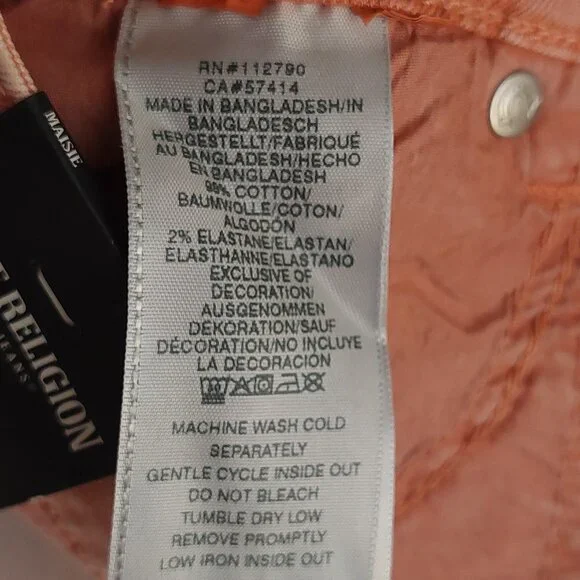 RN#112790
CA#57414
MADE IN BANGLADESH/IN
BANGLADESCH
HERGESTELLT/FABRIQUÉ
AU BANGLADESH/HECHO
EN BANGLADESH
98% COTTON/
BAUMWOLLE/COTON/
ALGODÓN
2% ELASTANE/ELASTAN/
ELASTHANNE/ELASTANO
EXCLUSIVE OF
DECORATION/
AUSGENOMMEN
DEKORATION/SAUF
DÉCORATION/NO INCLUYE
LA DECORACION
MACHINE WASH COLD
SEPARATELY
GENTLE CYCLE INSIDE OUT
DO NOT BLEACH
TUMBLE DRY LOW
REMOVE PROMPTLY
LOW IRON INSIDE OUT
MAISIE
RELIGION
JEANS